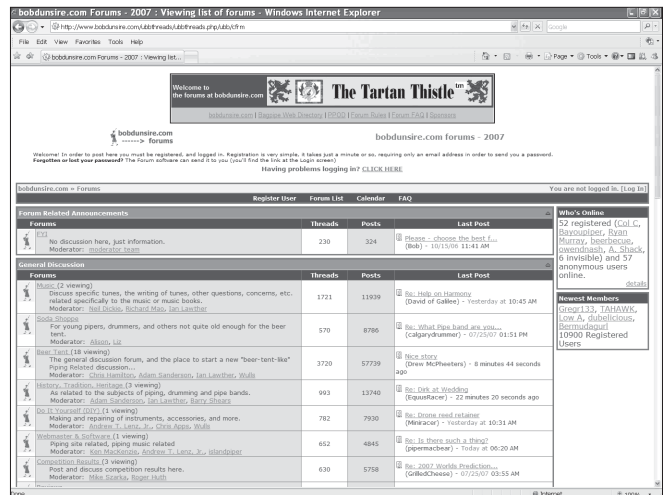 bobdunsire.com Forums - 2007 : Viewing list of forums - Windows Internet Explorer
http://www.bobdunsire.com/ubbthreads/ubbthreads.php/ubb/cfrm
Google
File Edit View Favorites Tools Help
bobdunsire.com Forums - 2007 : Viewing list...
Page Tools
Welcome to
the forums at bobdunsire.com
The Tartan Thistle tm
bobdunsire.com | Bagpipe Web Directory | FPOD | Forum Rules | Forum FAQ | Sponsors
bobdunsire.com
------> forums
bobdunsire.com forums - 2007
Welcome! In order to post here you must be registered, and logged in. Registration is very simple, it takes just a minute or so, requiring only an email address in order to send you a password.
Forgotten or lost your password? The Forum software can send it to you (you'll find the link at the Login screen)
Having problems logging in? CLICK HERE
bobdunsire.com » Forums
You are not logged in. [Log In]
Register User Forum List Calendar FAQ
Forum Related Announcements
Forums Threads Posts Last Post
FYI
No discussion here, just information.
Moderator: moderator team
230
324
Please - choose the best f...
(Bob) - 10/15/06 11:41 AM
General Discussion
Forums Threads Posts Last Post
Music (2 viewing)
Discuss specific tunes, the writing of tunes, other questions, concerns, etc.
related specifically to the music or music books.
Moderator: Neil Dickie, Richard Mao, Ian Lawther
1721
11939
Re: Help on Harmony
(David of Galilee) - Yesterday at 10:45 AM
Soda Shoppe
For young pipers, drummers, and others not quite old enough for the beer
tent.
Moderator: Alison, Liz
570
8786
Re: What Pipe band are you...
(calgarydrummer) - 07/25/07 01:51 PM
Beer Tent (18 viewing)
The general discussion forum, and the place to start a new "beer-tent-like"
Piping Related discussion...
Moderator: Chris Hamilton, Adam Sanderson, Ian Lawther, Wulls
3720
57739
Nice story
(Drew McPheeters) - 8 minutes 44 seconds
ago
History, Tradition, Heritage (3 viewing)
As related to the subjects of piping, drumming and pipe bands.
Moderator: Adam Sanderson, Ian Lawther, Barry Shears
993
13740
Re: Dirk at Wedding
(EquusRacer) - 22 minutes 20 seconds ago
Do It Yourself (DIY) (1 viewing)
Making and repairing of instruments, accessories, and more.
Moderator: Andrew T. Lenz, Jr., Chris Apps, Wulls
782
7930
Re: Drone reed retainer
(Miniracer) - Yesterday at 10:31 AM
Webmaster & Software (1 viewing)
Piping site related, piping music related
Moderator: Ken MacKenzie, Andrew T. Lenz, Jr., islandpiper
652
4845
Re: Is there such a thing?
(pipermacbear) - Today at 06:20 AM
Competition Results (3 viewing)
Post and discuss competition results here.
Moderator: Mike Szarka, Roger Huth
630
5758
Re: 2007 Worlds Prediction...
(GrilledCheese) - 07/25/07 03:55 AM
Who's Online
52 registered (Col C,
Bayoupiper, Ryan
Murray, beerbecue,
owendnash, A. Shack,
6 invisible) and 57
anonymous users
online.
details
Newest Members
Gregr133, TAHAWK,
Low A, dubelicious,
Bermudagurl
10900 Registered
Users
Done
Internet
100%